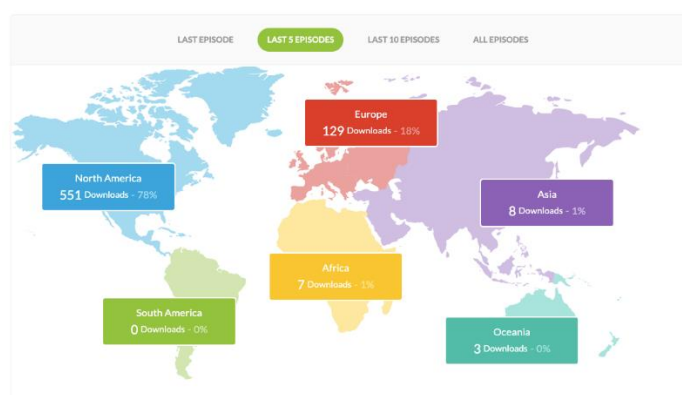 LAST EPISODE LAST 5 EPISODES LAST 10 EPISODES ALL EPISODES
Europe
129 Downloads - 18%
North America
551 Downloads - 78%
Asia
8 Downloads - 1%
Africa
7 Downloads - 1%
South America
0 Downloads - 0%
Oceania
3 Downloads - 0%